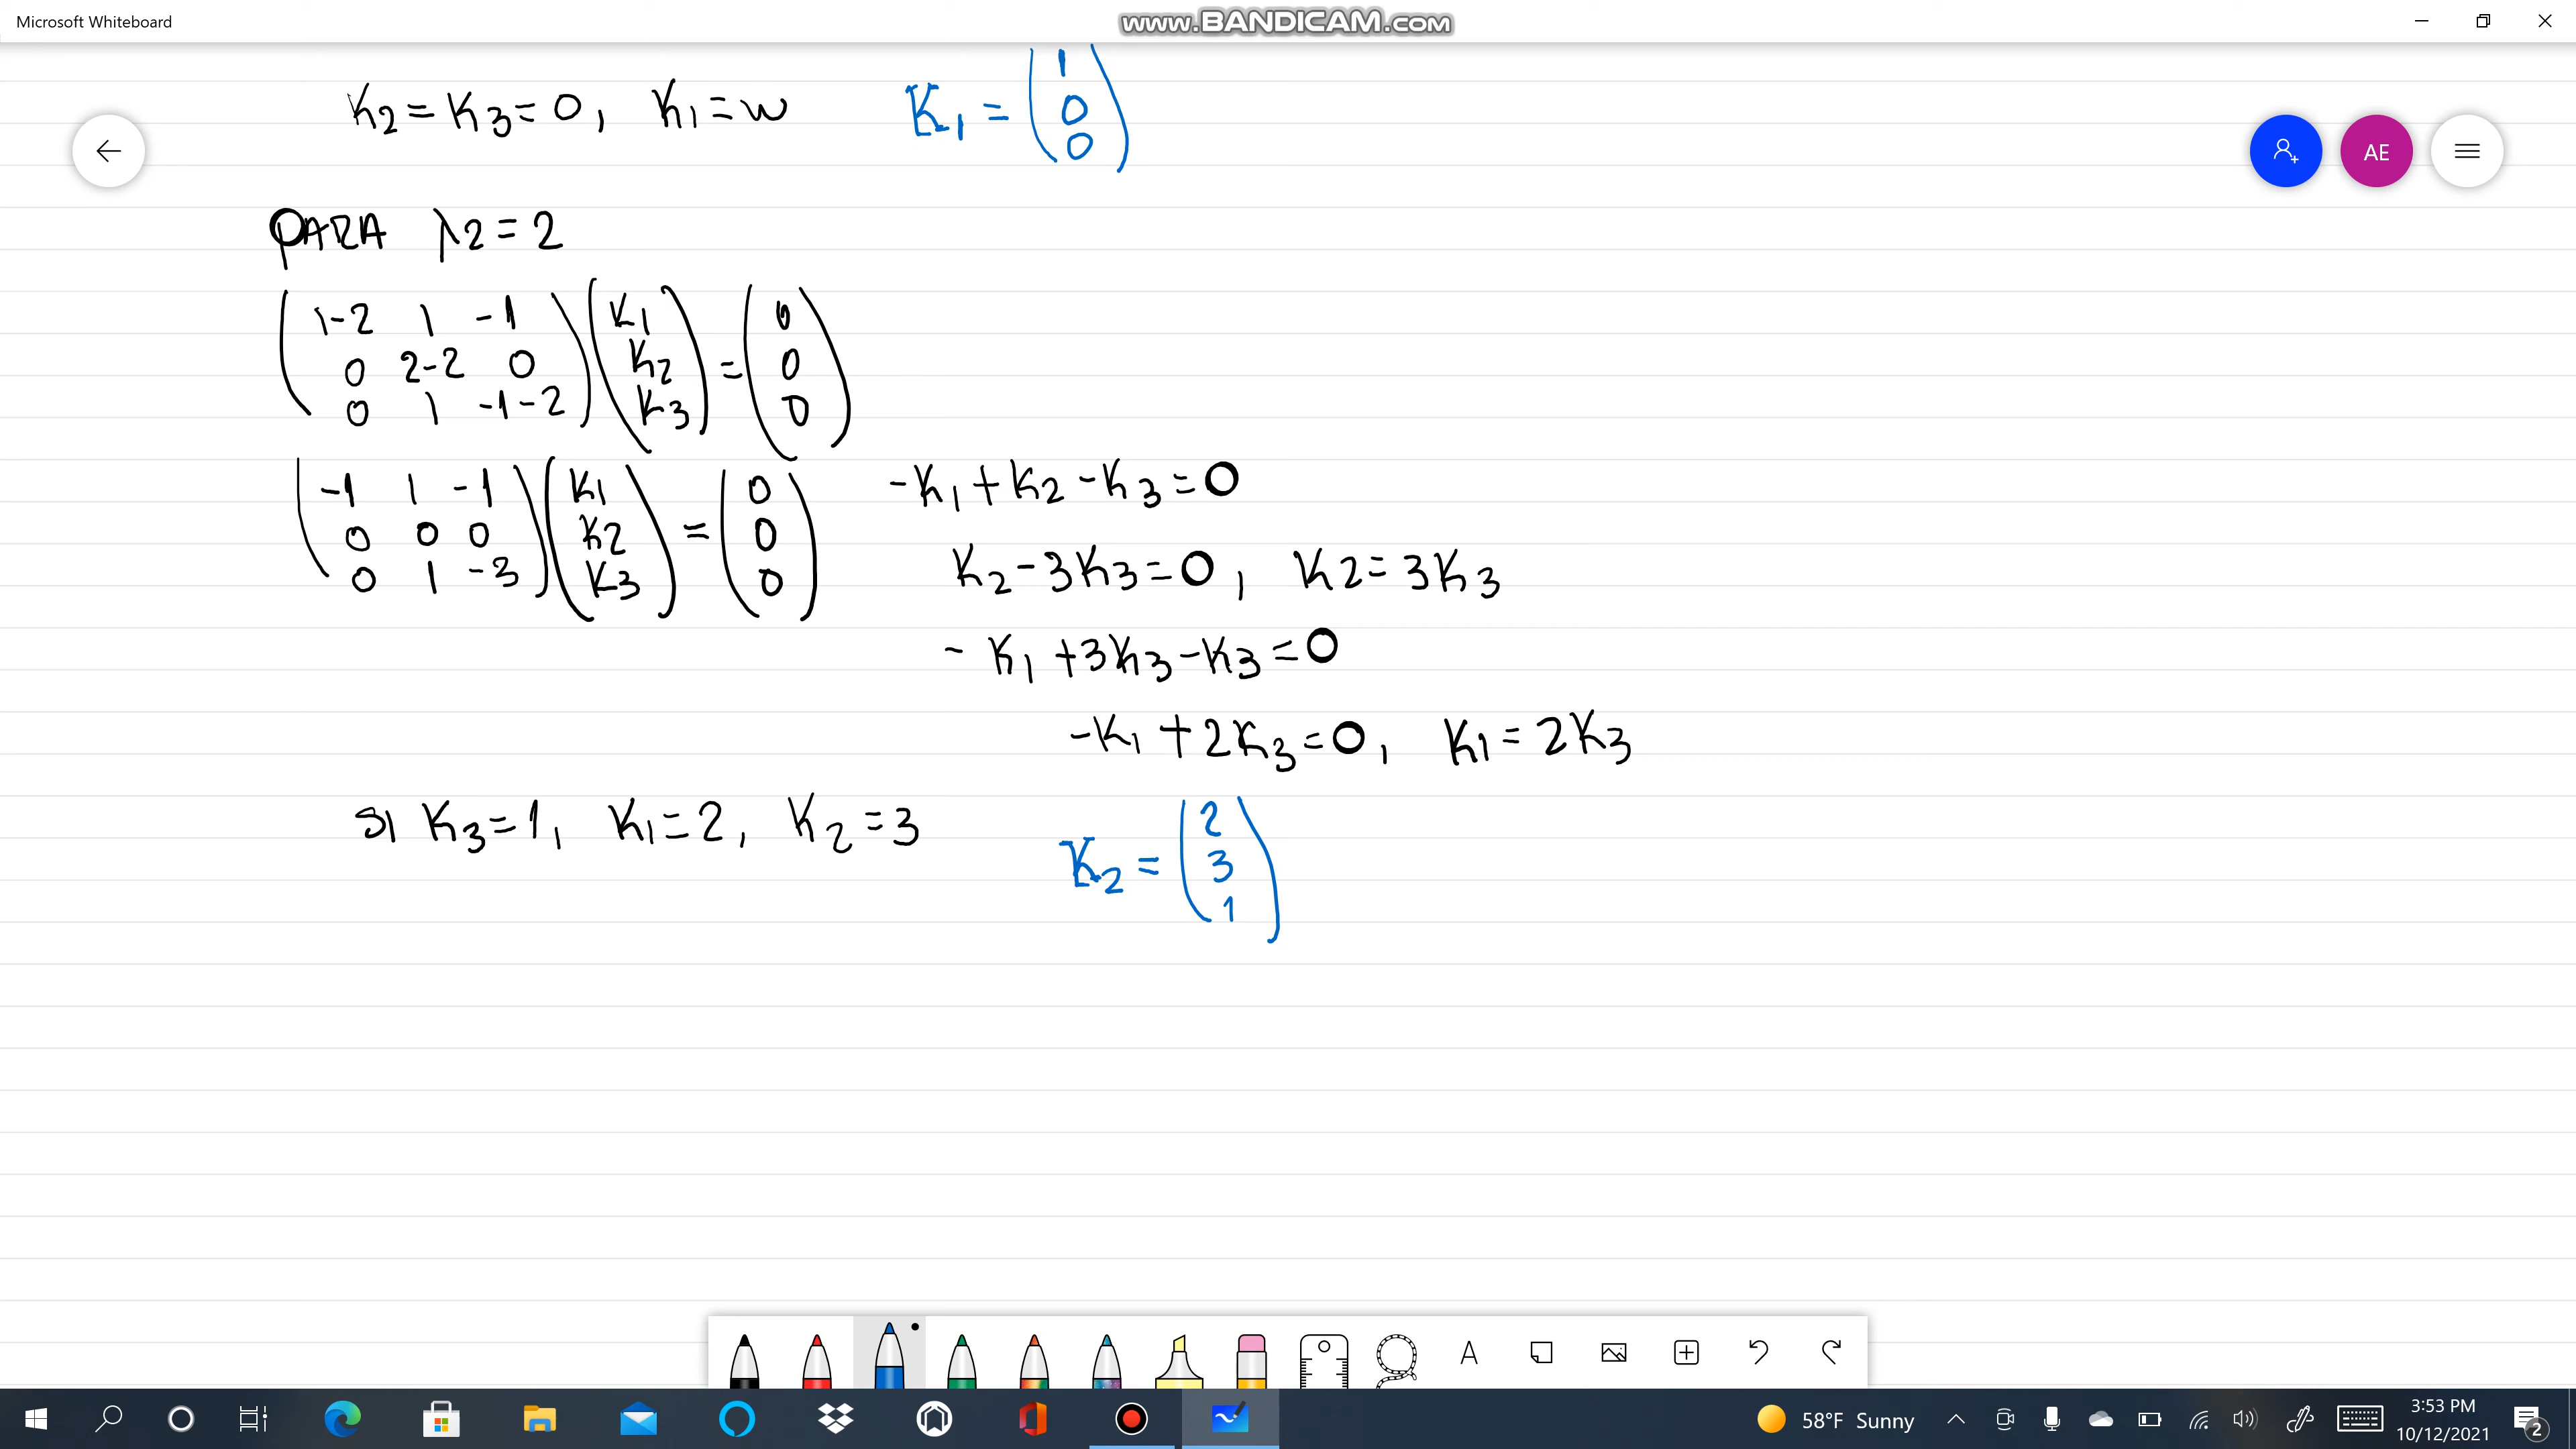 Microsoft Whiteboard
www.BANDICAM.com
K2 = K3 = 0, K1 = w
K1 = (1
0
0)
PARA λ2 = 2
(1-2 1 -1
0 2-2 0
0 1 -1-2) (K1
K2
K3) = (0
0
0)
(-1 1 -1
0 0 0
0 1 -3) (K1
K2
K3) = (0
0
0)
-K1 + K2 - K3 = 0
K2 - 3K3 = 0, K2 = 3K3
- K1 + 3K3 - K3 = 0
-K1 + 2K3 = 0, K1 = 2K3
SI K3 = 1, K1 = 2, K2 = 3
K2 = (2
3
1)
AE
A
58°F Sunny
3:53 PM
10/12/2021
2